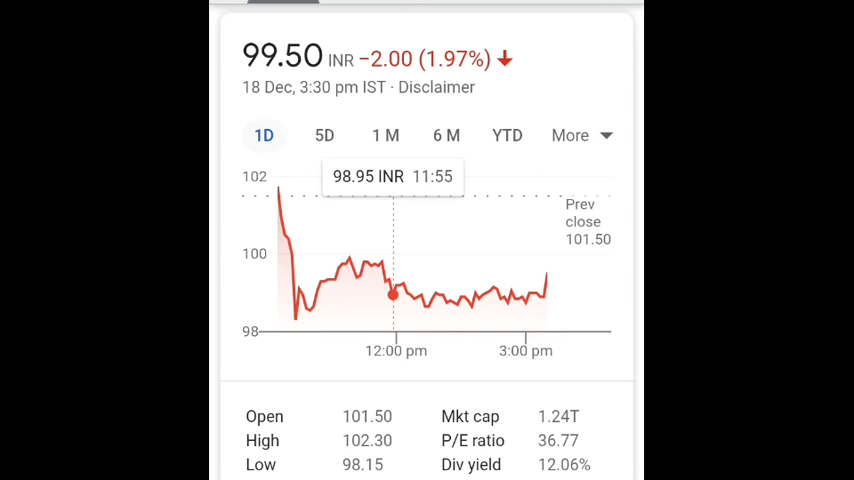 99.50 INR −2.00 (1.97%)
18 Dec, 3:30 pm IST · Disclaimer
1D 5D 1 M 6 M YTD More
98.95 INR 11:55
102
Prev
close
101.50
100
98
12:00 pm 3:00 pm
Open 101.50 Mkt cap 1.24T
High 102.30 P/E ratio 36.77
Low 98.15 Div yield 12.06%